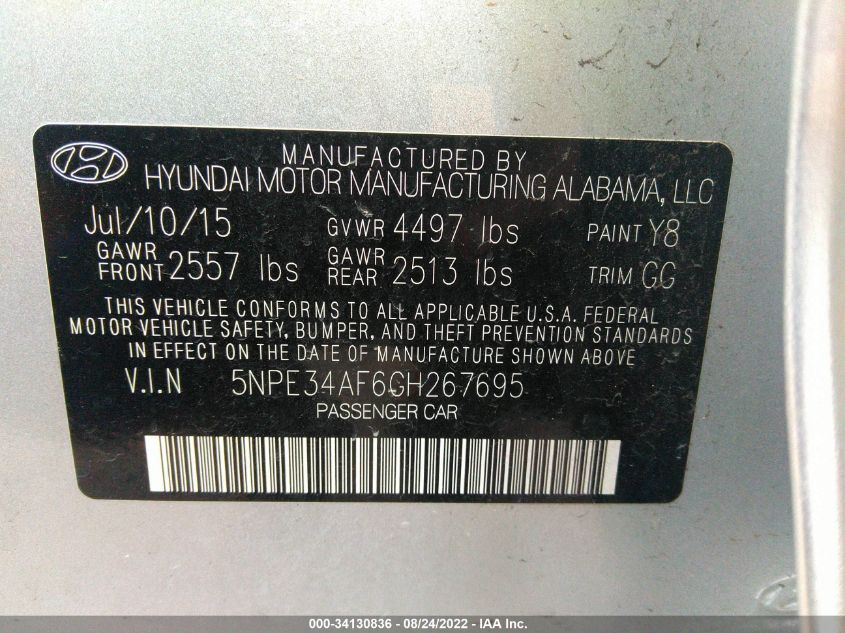 MANUFACTURED BY
HYUNDAI MOTOR MANUFACTURING ALABAMA, LLC
Jul/10/15 GVWR 4497 lbs PAINT Y8
GAWR FRONT 2557 lbs GAWR REAR 2513 lbs TRIM GG
THIS VEHICLE CONFORMS TO ALL APPLICABLE U.S.A. FEDERAL
MOTOR VEHICLE SAFETY, BUMPER, AND THEFT PREVENTION STANDARDS
IN EFFECT ON THE DATE OF MANUFACTURE SHOWN ABOVE
V.I.N 5NPE34AF6GH267695
PASSENGER CAR
000-34130836 - 08/24/2022 - IAA Inc.